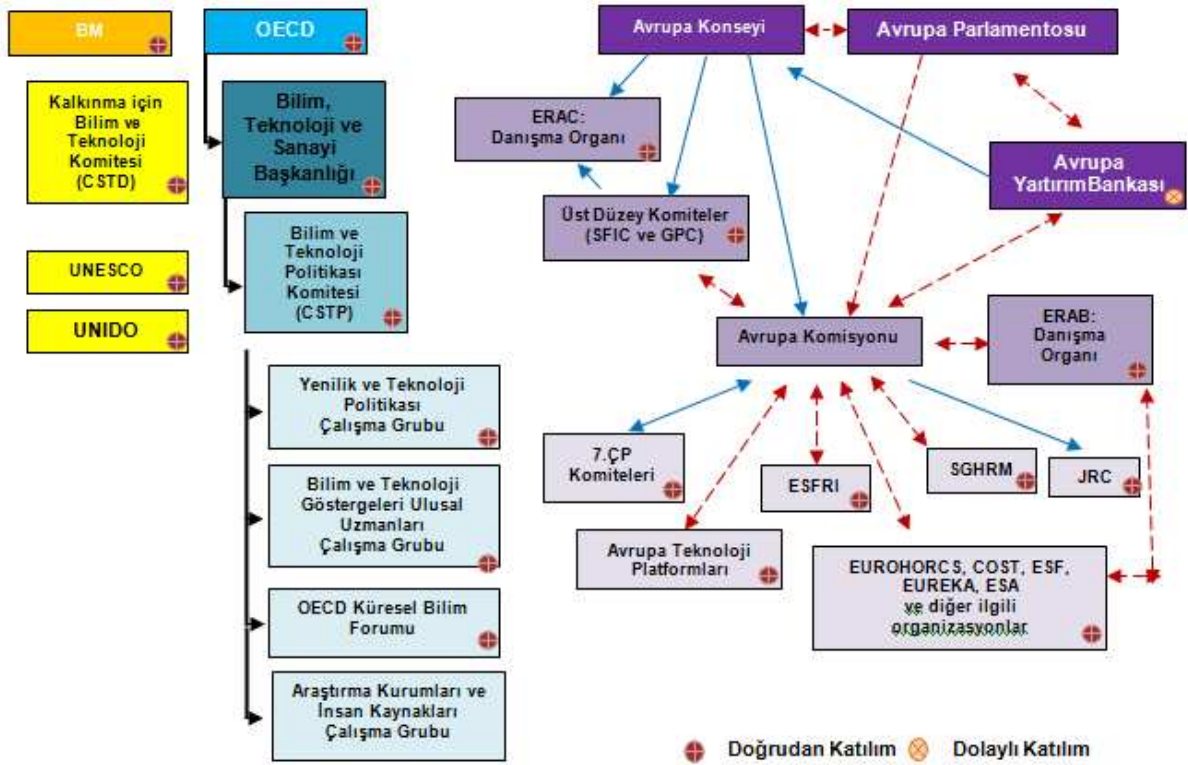 BM
Kalkınma için
Bilim ve
Teknoloji
Komitesi
(CSTD)
UNESCO
UNIDO
OECD
Bilim,
Teknoloji ve
Sanayi
Başkanlığı
Bilim ve
Teknoloji
Politikası
Komitesi
(CSTP)
Yenilik ve Teknoloji
Politikası
Çalışma Grubu
Bilim ve Teknoloji
Göstergeleri Ulusal
Uzmanları
Çalışma Grubu
OECD Küresel Bilim
Forumu
Araştırma Kurumları ve
İnsan Kaynakları
Çalışma Grubu
Avrupa Konseyi
Avrupa Parlamentosu
ERAC:
Danışma Organı
Avrupa
YaıtırimBankası
Üst Düzey Komiteler
(SFIC ve GPC)
Avrupa Komisyonu
ERAB:
Danışma
Organı
7.ÇP
Komiteleri
ESFRI
SGHRM
JRC
Avrupa Teknoloji
Platformları
EUROHORCS, COST, ESF,
EUREKA, ESA
ve diğer ilgili
organizasyonlar
Doğrudan Katılım
Dolaylı Katılım